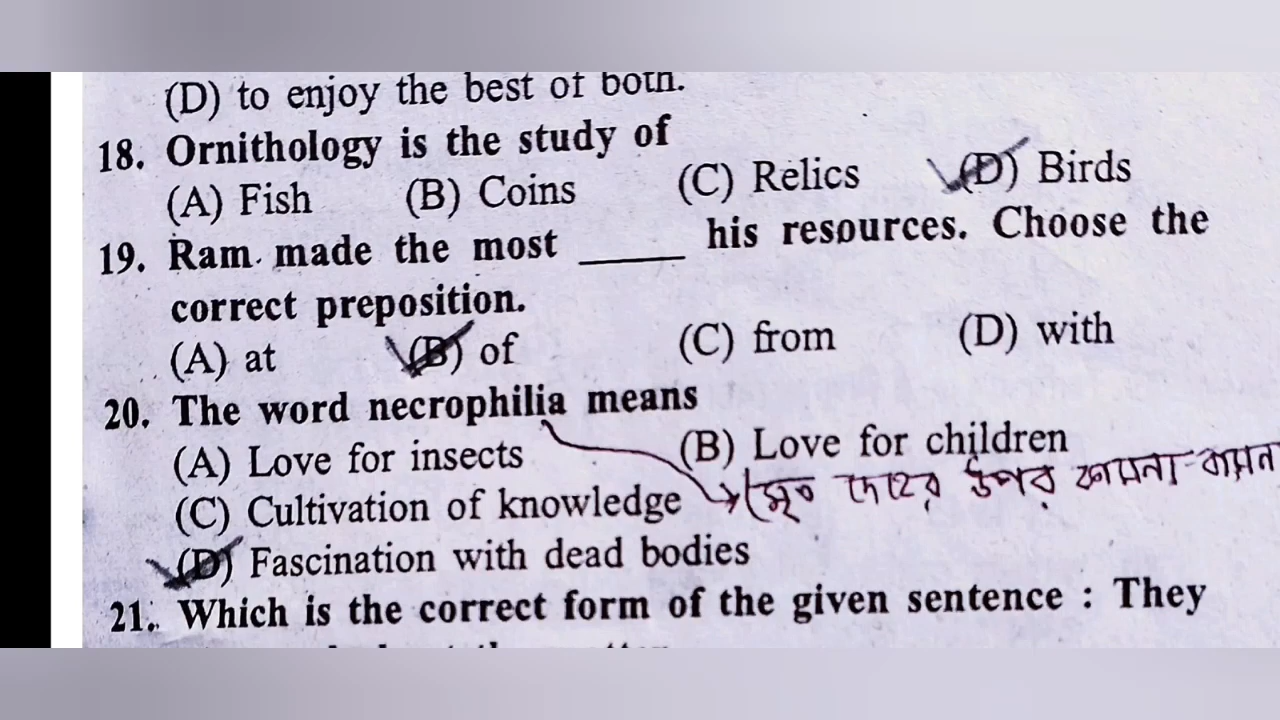 (D) to enjoy the best of both.
18. Ornithology is the study of
(A) Fish (B) Coins (C) Relics (D) Birds
19. Ram made the most _____ his resources. Choose the
correct preposition.
(A) at (B) of (C) from (D) with
20. The word necrophilia means
(A) Love for insects (B) Love for children
(C) Cultivation of knowledge (মৃত দেহের উপর কামনা-বাসনা
(D) Fascination with dead bodies
21. Which is the correct form of the given sentence : They